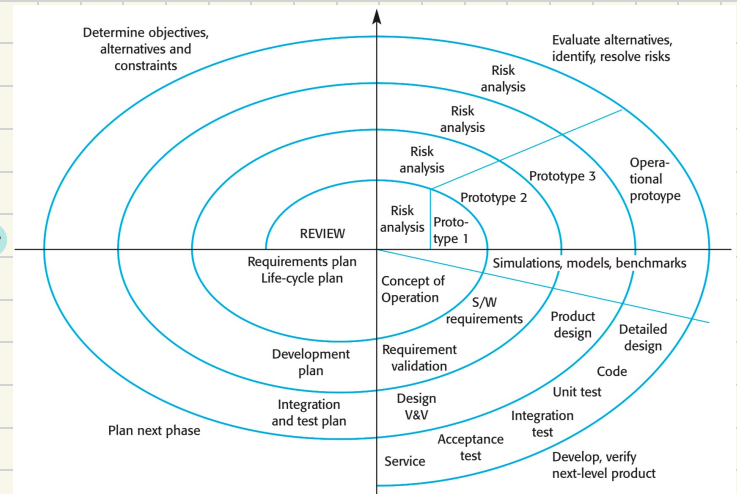 Determine objectives,
alternatives and
constraints
Evaluate alternatives,
identify, resolve risks
Risk
analysis
Risk
analysis
Risk
analysis
Risk
analysis
Proto-
type 1
Prototype 2
Prototype 3
Opera-
tional
protoype
REVIEW
Requirements plan
Life-cycle plan
Development
plan
Integration
and test plan
Plan next phase
Simulations, models, benchmarks
Concept of
Operation
S/W
requirements
Product
design
Detailed
design
Requirement
validation
Design
V&V
Code
Unit test
Integration
test
Acceptance
test
Service
Develop, verify
next-level product